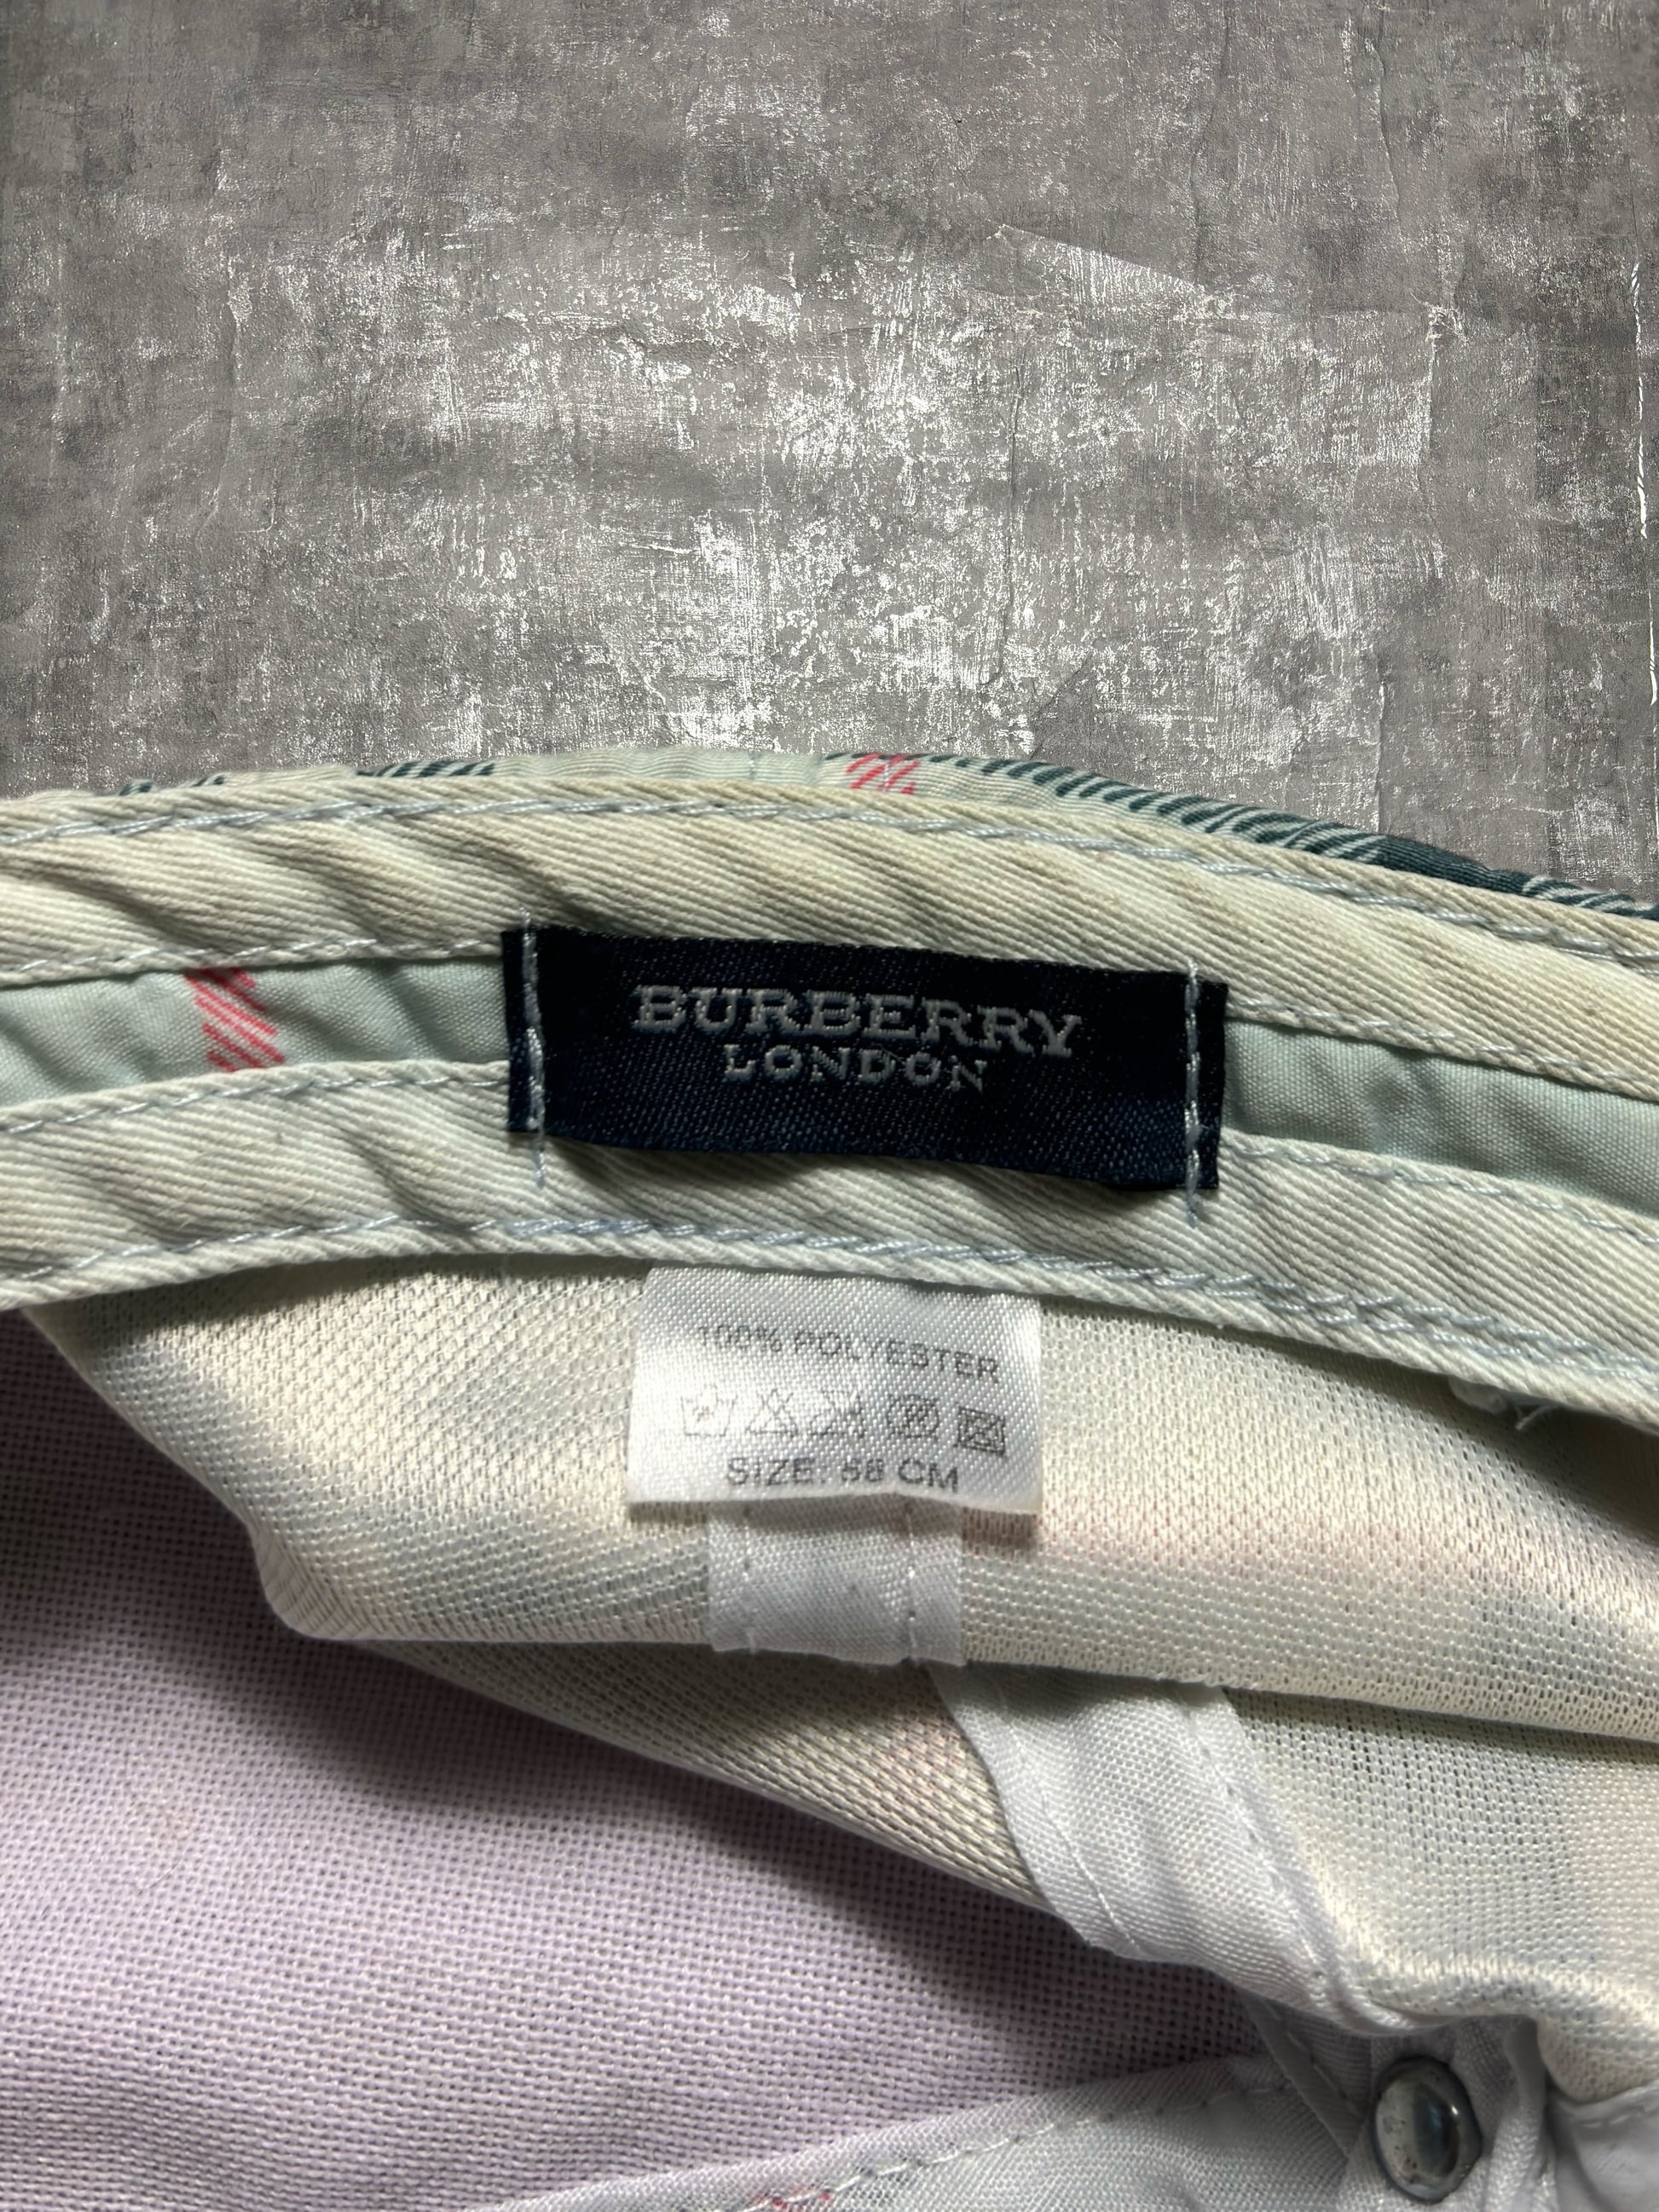 BURBERRY
LONDON
100% POLYESTER
SIZE: 58 CM